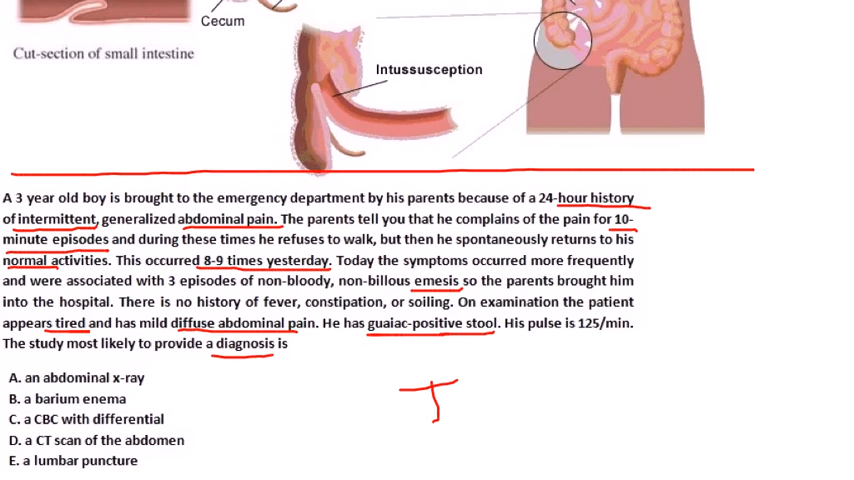 Cecum
Cut-section of small intestine
Intussusception
A 3 year old boy is brought to the emergency department by his parents because of a 24-hour history
of intermittent, generalized abdominal pain. The parents tell you that he complains of the pain for 10-
minute episodes and during these times he refuses to walk, but then he spontaneously returns to his
normal activities. This occurred 8-9 times yesterday. Today the symptoms occurred more frequently
and were associated with 3 episodes of non-bloody, non-billous emesis so the parents brought him
into the hospital. There is no history of fever, constipation, or soiling. On examination the patient
appears tired and has mild diffuse abdominal pain. He has guaiac-positive stool. His pulse is 125/min.
The study most likely to provide a diagnosis is
A. an abdominal x-ray
B. a barium enema
C. a CBC with differential
D. a CT scan of the abdomen
E. a lumbar puncture